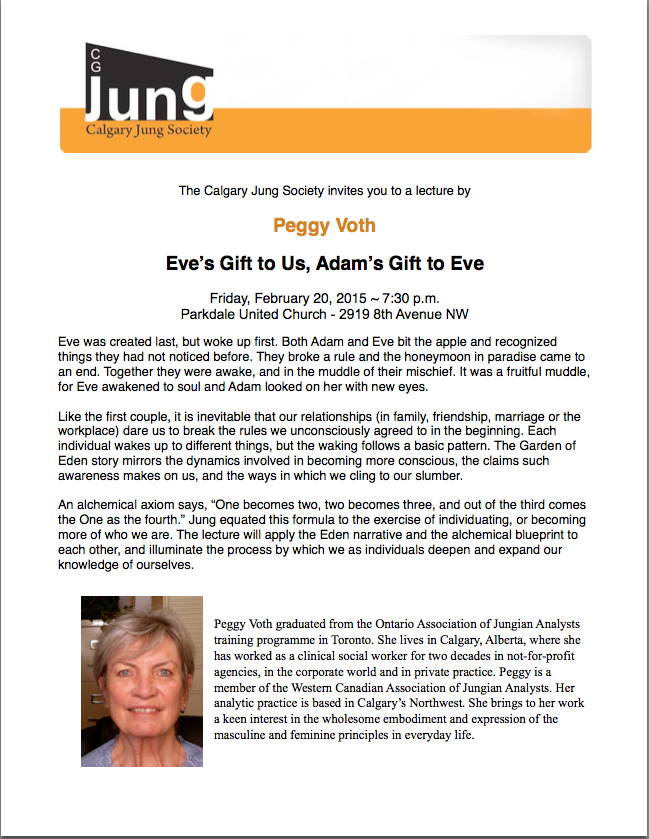 C
G
Jung
Calgary Jung Society
The Calgary Jung Society invites you to a lecture by
Peggy Voth
Eve’s Gift to Us, Adam’s Gift to Eve
Friday, February 20, 2015 ~ 7:30 p.m.
Parkdale United Church - 2919 8th Avenue NW
Eve was created last, but woke up first. Both Adam and Eve bit the apple and recognized
things they had not noticed before. They broke a rule and the honeymoon in paradise came to
an end. Together they were awake, and in the muddle of their mischief. It was a fruitful muddle,
for Eve awakened to soul and Adam looked on her with new eyes.
Like the first couple, it is inevitable that our relationships (in family, friendship, marriage or the
workplace) dare us to break the rules we unconsciously agreed to in the beginning. Each
individual wakes up to different things, but the waking follows a basic pattern. The Garden of
Eden story mirrors the dynamics involved in becoming more conscious, the claims such
awareness makes on us, and the ways in which we cling to our slumber.
An alchemical axiom says, “One becomes two, two becomes three, and out of the third comes
the One as the fourth.” Jung equated this formula to the exercise of individuating, or becoming
more of who we are. The lecture will apply the Eden narrative and the alchemical blueprint to
each other, and illuminate the process by which we as individuals deepen and expand our
knowledge of ourselves.
Peggy Voth graduated from the Ontario Association of Jungian Analysts
training programme in Toronto. She lives in Calgary, Alberta, where she
has worked as a clinical social worker for two decades in not-for-profit
agencies, in the corporate world and in private practice. Peggy is a
member of the Western Canadian Association of Jungian Analysts. Her
analytic practice is based in Calgary’s Northwest. She brings to her work
a keen interest in the wholesome embodiment and expression of the
masculine and feminine principles in everyday life.